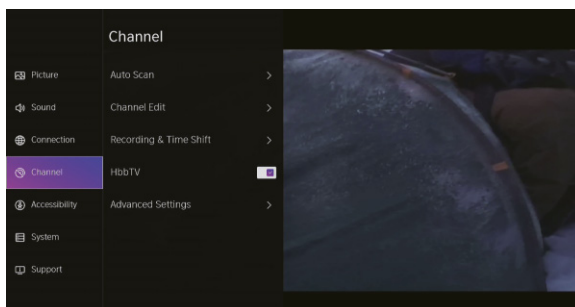 Channel
Picture
Auto Scan
Sound
Channel Edit
Connection
Recording & Time Shift
Channel
HbbTV
Accessibility
Advanced Settings
System
Support